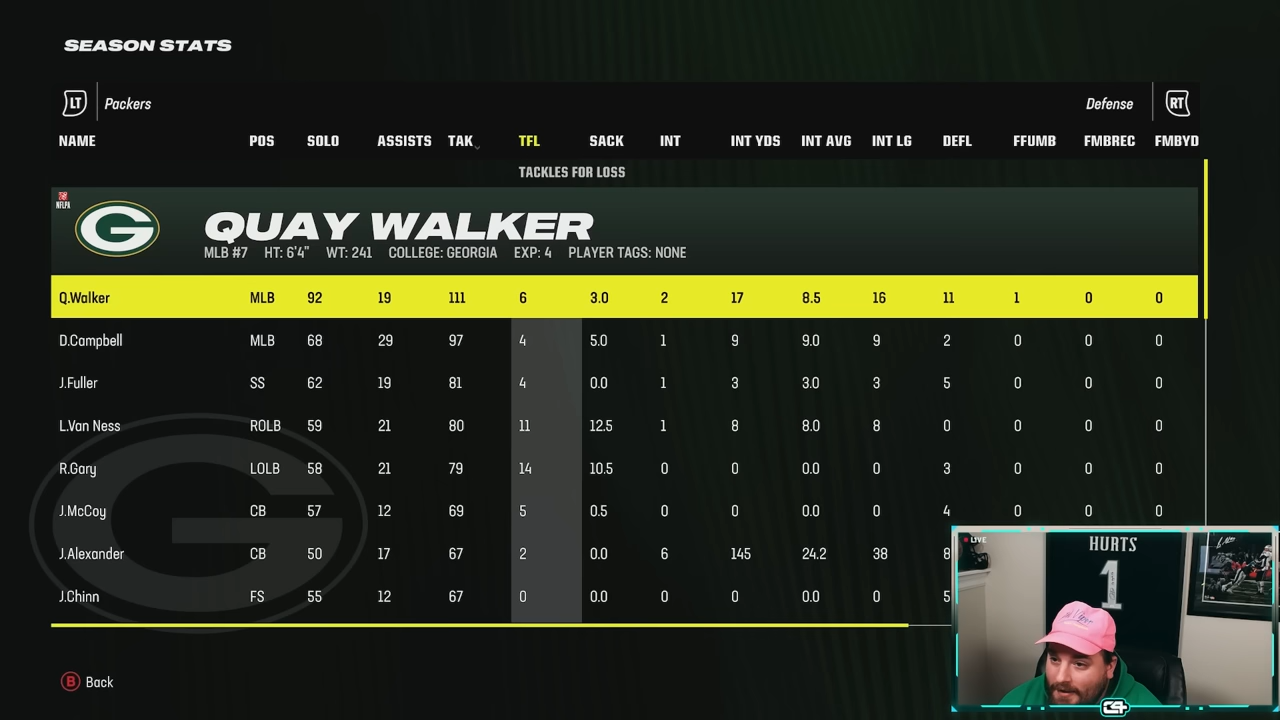 SEASON STATS
LT Packers Defense RT
NAME POS SOLO ASSISTS TAK TFL SACK INT INT YDS INT AVG INT LG DEFL FFUMB FMBREC FMBYD
TACKLES FOR LOSS
NFLPA
G QUAY WALKER
MLB #7 HT: 6'4" WT: 241 COLLEGE: GEORGIA EXP: 4 PLAYER TAGS: NONE
Q.Walker MLB 92 19 111 6 3.0 2 17 8.5 16 11 1 0 0
D.Campbell MLB 68 29 97 4 5.0 1 9 9.0 9 2 0 0 0
J.Fuller SS 62 19 81 4 0.0 1 3 3.0 3 5 0 0 0
L.Van Ness ROLB 59 21 80 11 12.5 1 8 8.0 8 0 0 0 0
R.Gary LOLB 58 21 79 14 10.5 0 0 0.0 0 3 0 0 0
J.McCoy CB 57 12 69 5 0.5 0 0 0.0 0 4
J.Alexander CB 50 17 67 2 0.0 6 145 24.2 38 8
J.Chinn FS 55 12 67 0 0.0 0 0 0.0 0 5
LIVE
HURTS
1
B Back